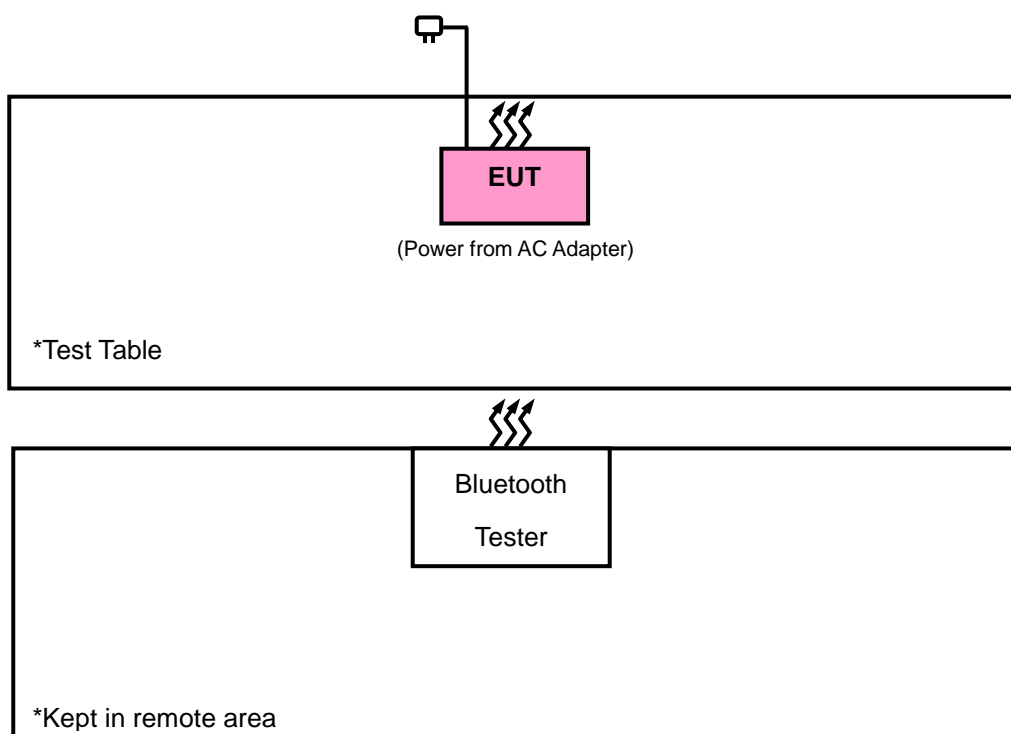 EUT
(Power from AC Adapter)
*Test Table
Bluetooth
Tester
*Kept in remote area